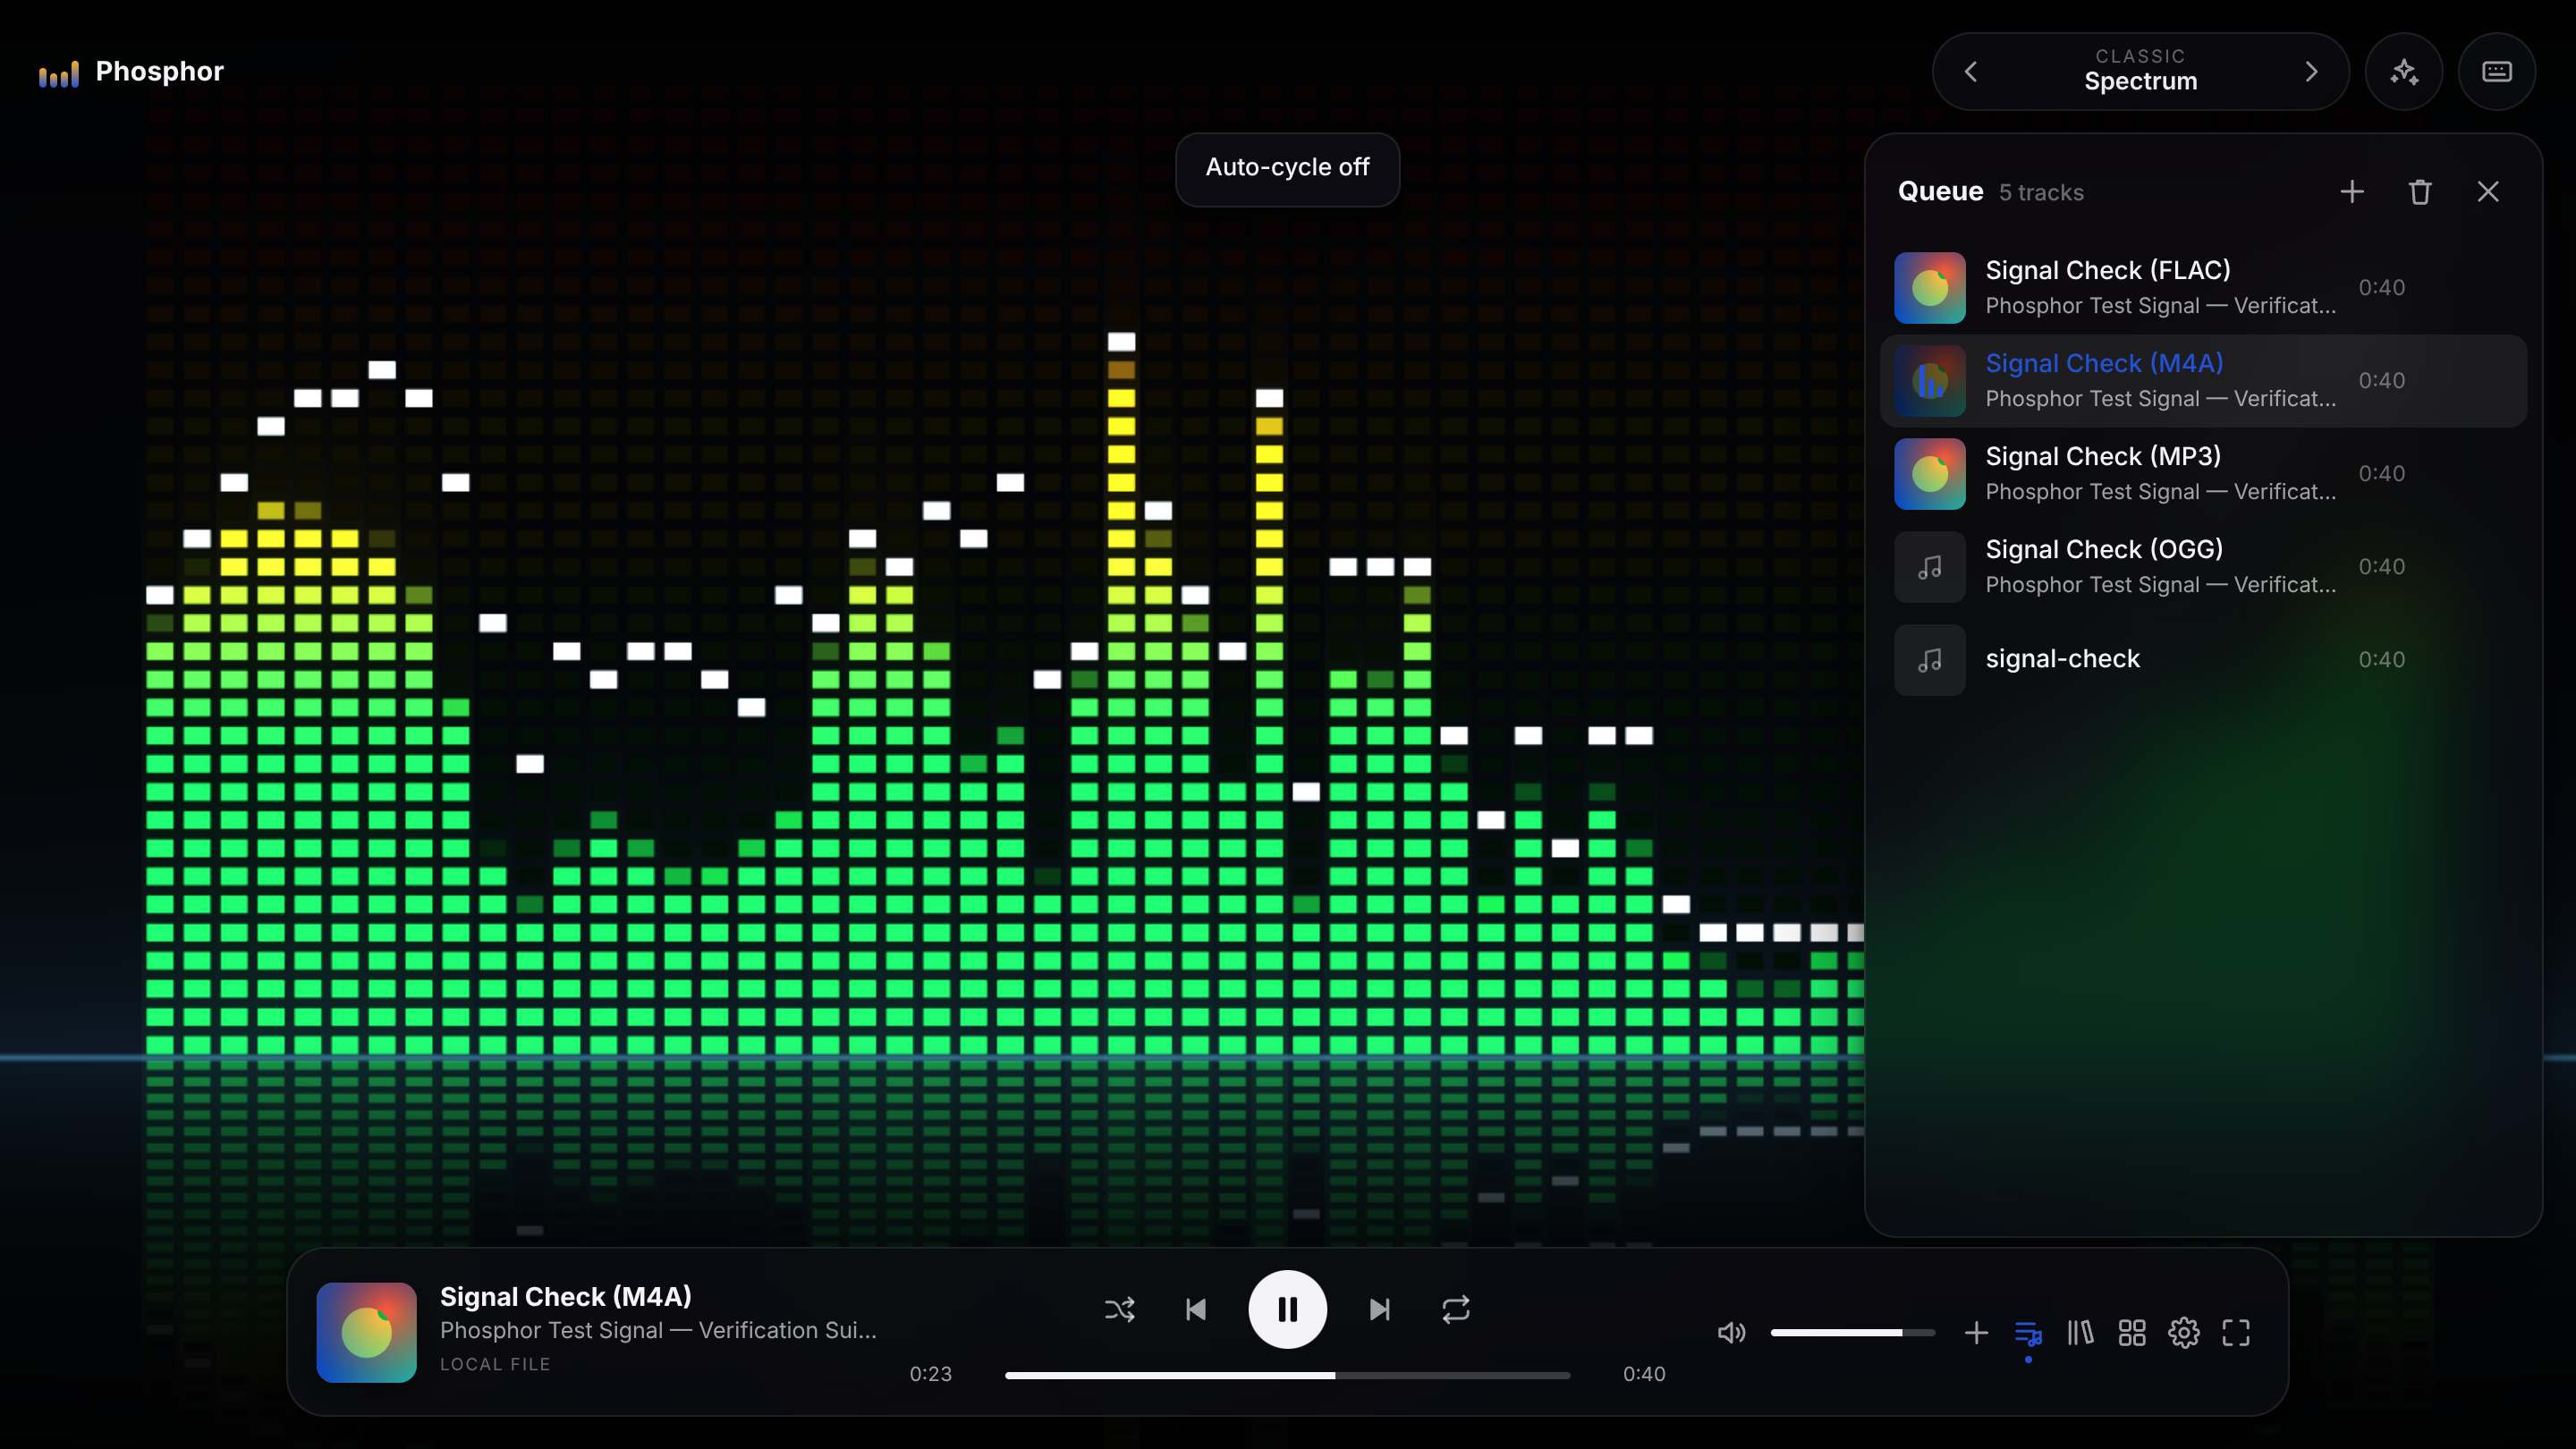 Phosphor
CLASSIC
Spectrum
Auto-cycle off
Queue 5 tracks
Signal Check (FLAC)
Phosphor Test Signal — Verificat...
0:40
Signal Check (M4A)
Phosphor Test Signal — Verificat...
0:40
Signal Check (MP3)
Phosphor Test Signal — Verificat...
0:40
Signal Check (OGG)
Phosphor Test Signal — Verificat...
0:40
signal-check
0:40
Signal Check (M4A)
Phosphor Test Signal — Verification Sui...
LOCAL FILE
0:23
0:40